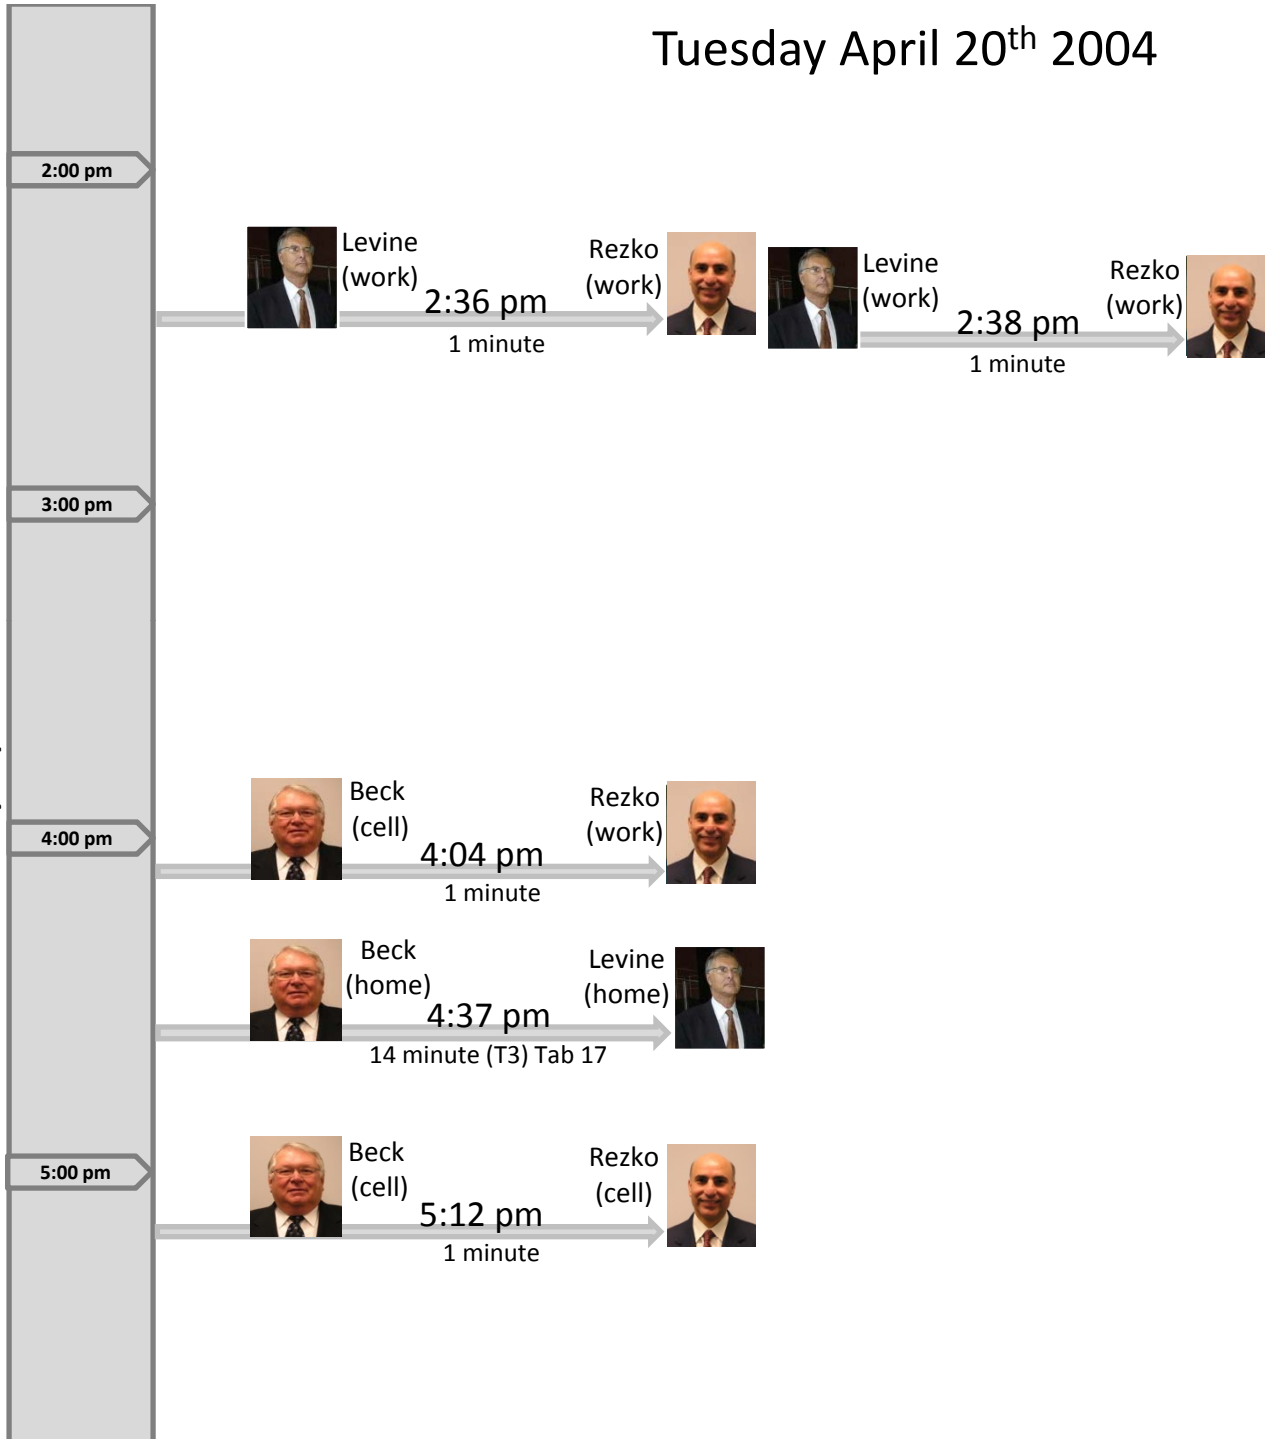 Tuesday April 20th 2004
2:00 pm
Levine
(work)
2:36 pm
1 minute
Rezko
(work)
Levine
(work)
2:38 pm
1 minute
Rezko
(work)
3:00 pm
4:00 pm
Beck
(cell)
4:04 pm
1 minute
Rezko
(work)
Beck
(home)
4:37 pm
14 minute (T3) Tab 17
Levine
(home)
5:00 pm
Beck
(cell)
5:12 pm
1 minute
Rezko
(cell)